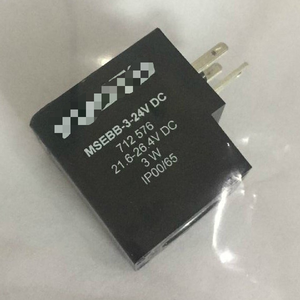 MSEBB-3-24V DC
712 576
21.6-26.4V DC
3 W
IP00/65